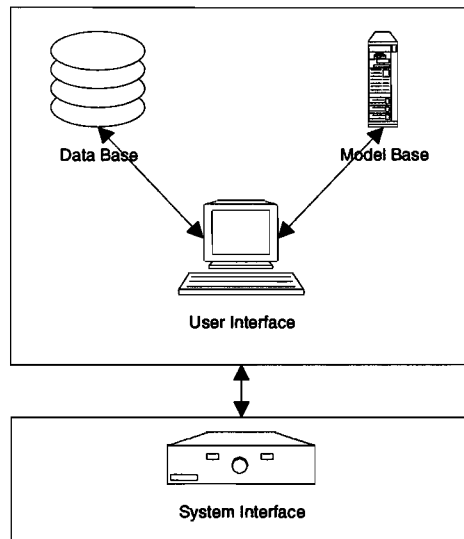 Data Base
Model Base
User Interface
System Interface